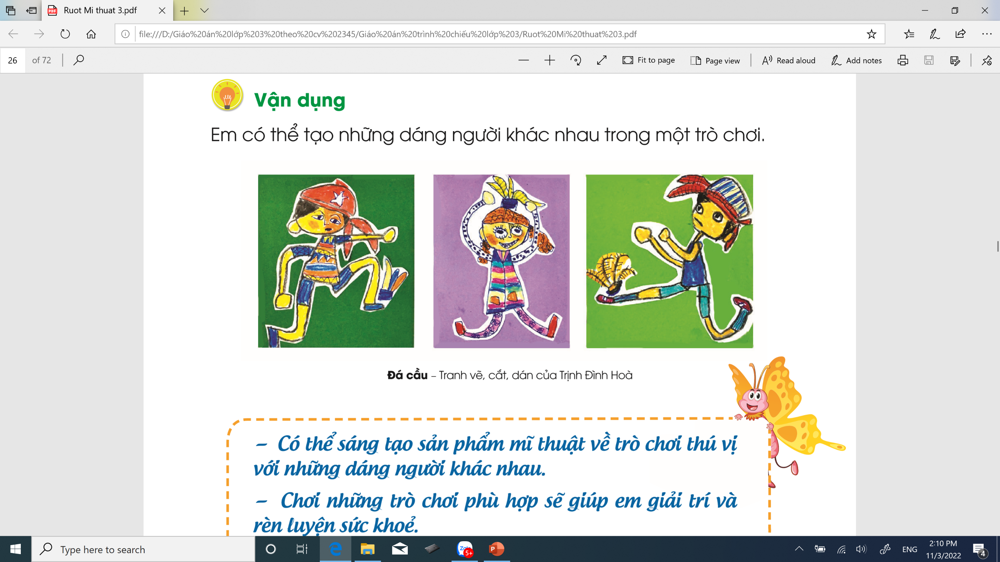 Ruot Mi thuat 3.pdf
file:///D:/Giáo%20án%20lớp%203%20theo%20cv%202345/Giáo%20án%20trình%20chiếu%20lớp%203/Ruot%20Mi%20thuat%203.pdf
26 of 72 Fit to page Page view Read aloud Add notes
Vận dụng
Em có thể tạo những dáng người khác nhau trong một trò chơi.
Đá cầu – Tranh vẽ, cắt, dán của Trịnh Đình Hoà
– Có thể sáng tạo sản phẩm mĩ thuật về trò chơi thú vị
với những dáng người khác nhau.
– Chơi những trò chơi phù hợp sẽ giúp em giải trí và
rèn luyện sức khoẻ.
Type here to search
5+
ENG
2:10 PM
11/3/2022
4